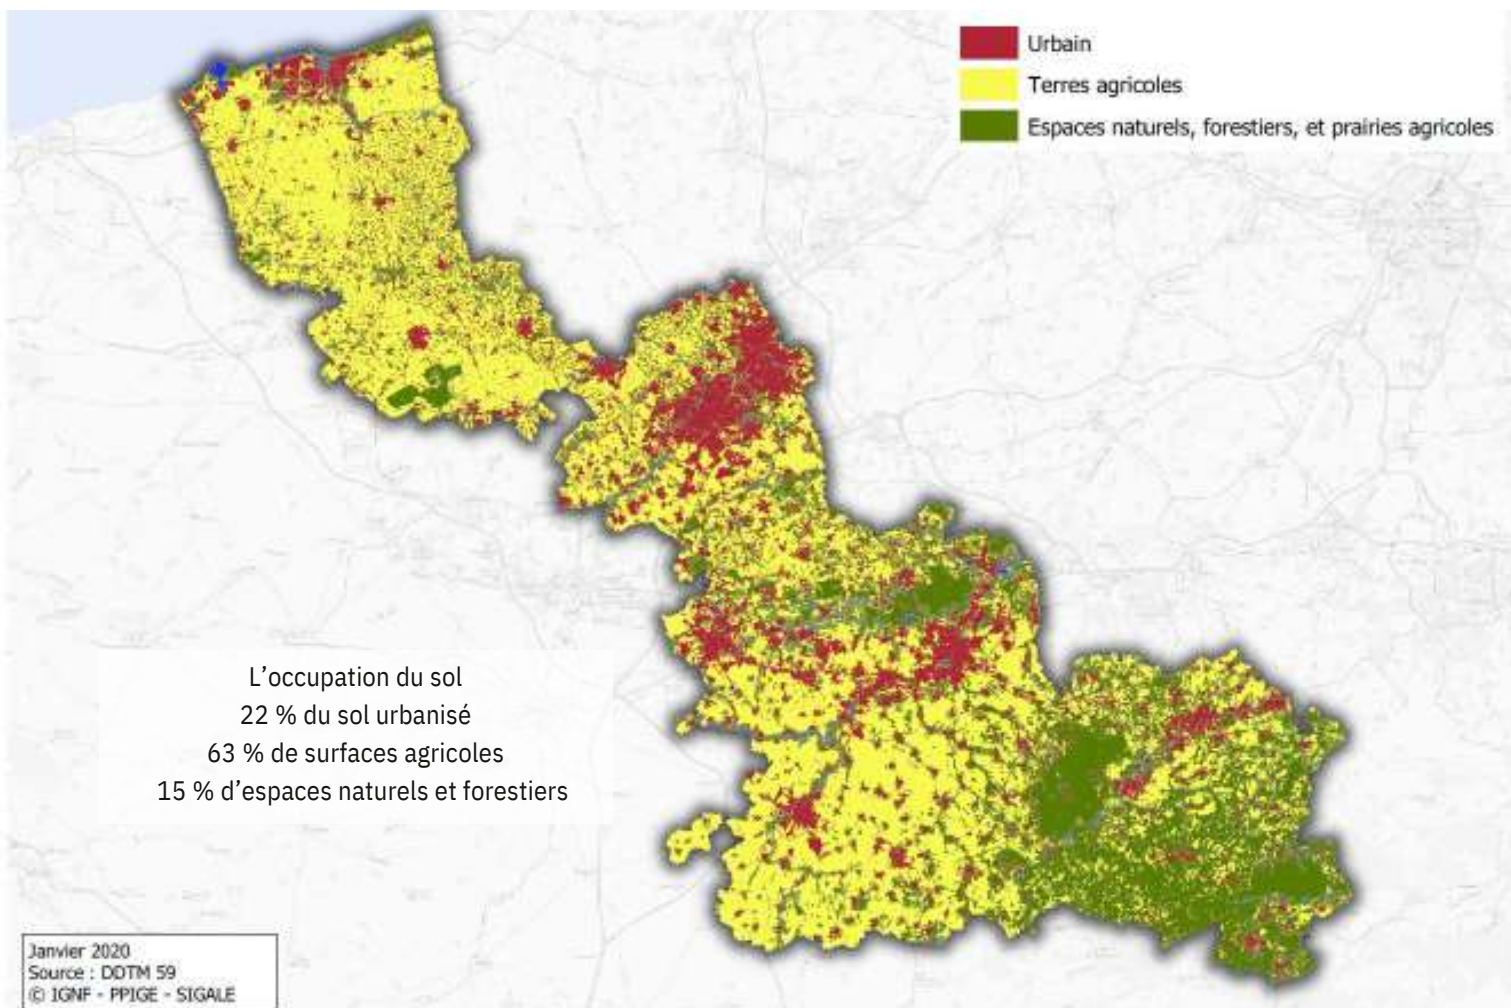 Urbain
Terres agricoles
Espaces naturels, forestiers, et prairies agricoles
L’occupation du sol
22 % du sol urbanisé
63 % de surfaces agricoles
15 % d’espaces naturels et forestiers
Janvier 2020
Source : DDTM 59
© IGNF - PPIGE - SIGALE